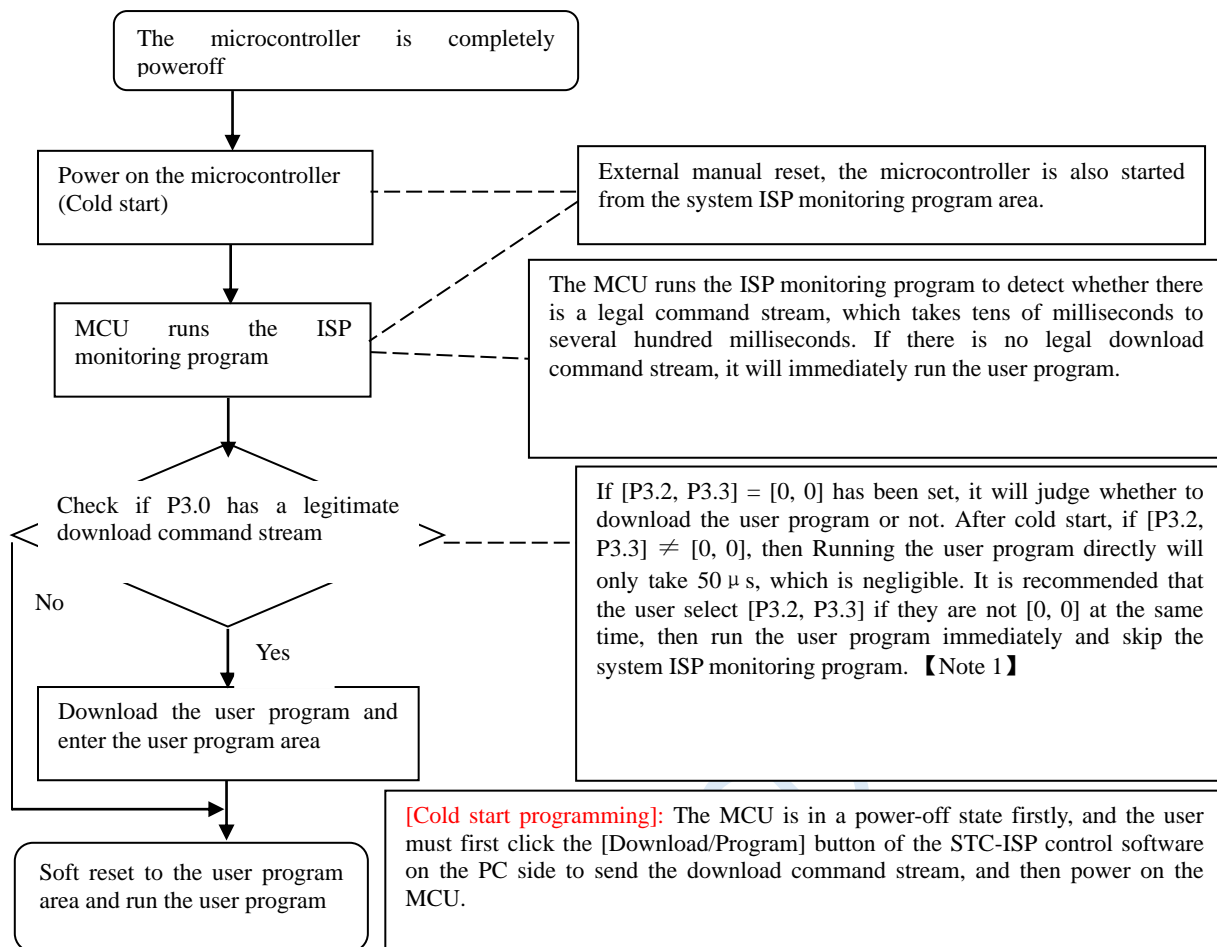 The microcontroller is completely
poweroff
Power on the microcontroller
(Cold start)
External manual reset, the microcontroller is also started
from the system ISP monitoring program area.
MCU runs the ISP
monitoring program
The MCU runs the ISP monitoring program to detect whether there
is a legal command stream, which takes tens of milliseconds to
several hundred milliseconds. If there is no legal download
command stream, it will immediately run the user program.
Check if P3.0 has a legitimate
download command stream
If [P3.2, P3.3] = [0, 0] has been set, it will judge whether to
download the user program or not. After cold start, if [P3.2,
P3.3] ≠ [0, 0], then Running the user program directly will
only take 50 μs, which is negligible. It is recommended that
the user select [P3.2, P3.3] if they are not [0, 0] at the same
time, then run the user program immediately and skip the
system ISP monitoring program. 【Note 1】
No
Yes
Download the user program and
enter the user program area
[Cold start programming]: The MCU is in a power-off state firstly, and the user
must first click the [Download/Program] button of the STC-ISP control software
on the PC side to send the download command stream, and then power on the
MCU.
Soft reset to the user program
area and run the user program